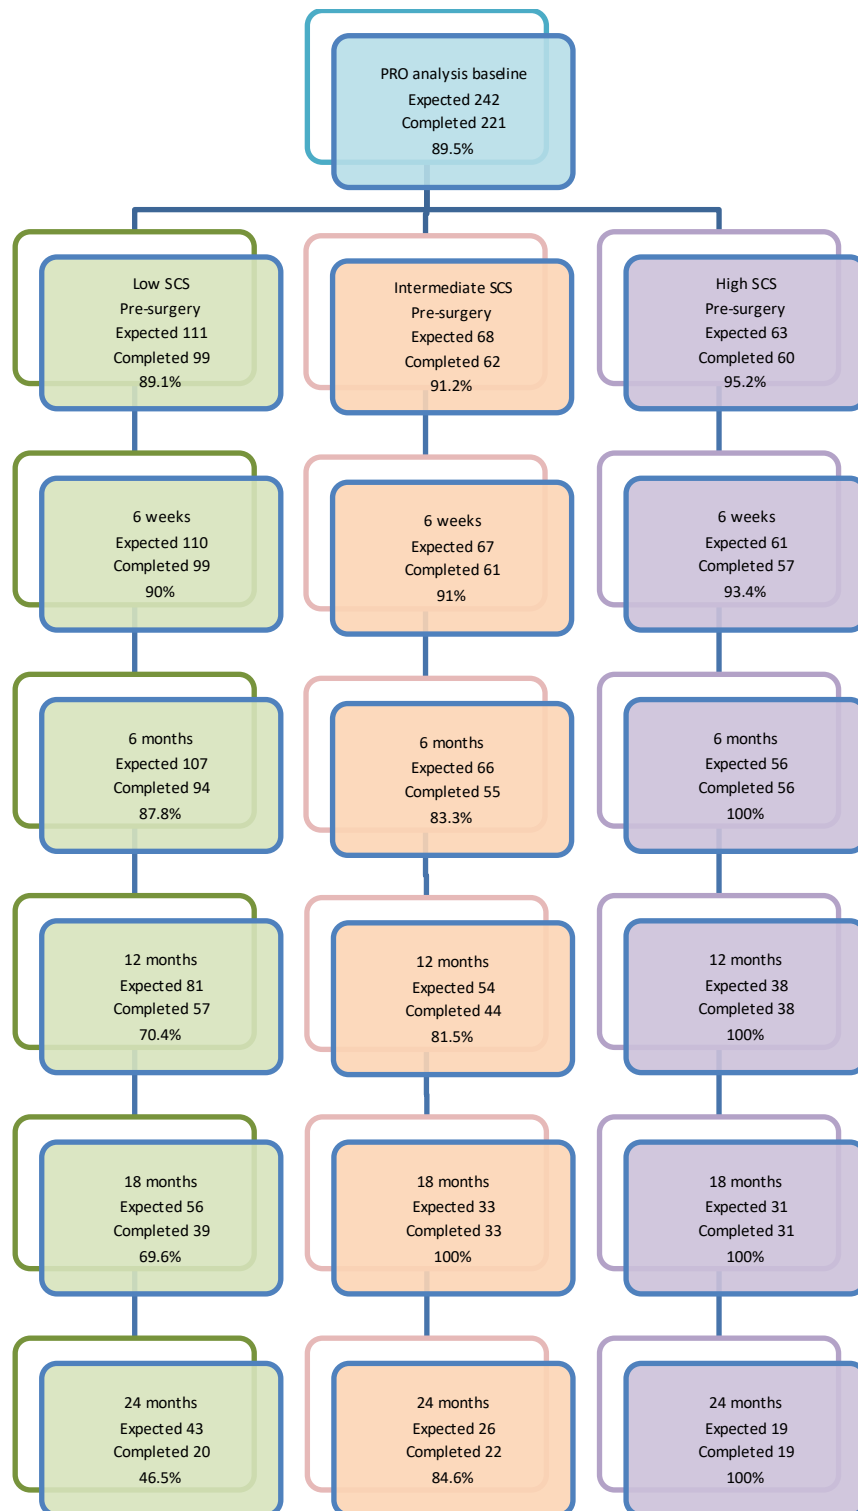 PRO analysis baseline
Expected 242
Completed 221
89.5%
Low SCS
Pre-surgery
Expected 111
Completed 99
89.1%
Intermediate SCS
Pre-surgery
Expected 68
Completed 62
91.2%
High SCS
Pre-surgery
Expected 63
Completed 60
95.2%
6 weeks
Expected 110
Completed 99
90%
6 weeks
Expected 67
Completed 61
91%
6 weeks
Expected 61
Completed 57
93.4%
6 months
Expected 107
Completed 94
87.8%
6 months
Expected 66
Completed 55
83.3%
6 months
Expected 56
Completed 56
100%
12 months
Expected 81
Completed 57
70.4%
12 months
Expected 54
Completed 44
81.5%
12 months
Expected 38
Completed 38
100%
18 months
Expected 56
Completed 39
69.6%
18 months
Expected 33
Completed 33
100%
18 months
Expected 31
Completed 31
100%
24 months
Expected 43
Completed 20
46.5%
24 months
Expected 26
Completed 22
84.6%
24 months
Expected 19
Completed 19
100%